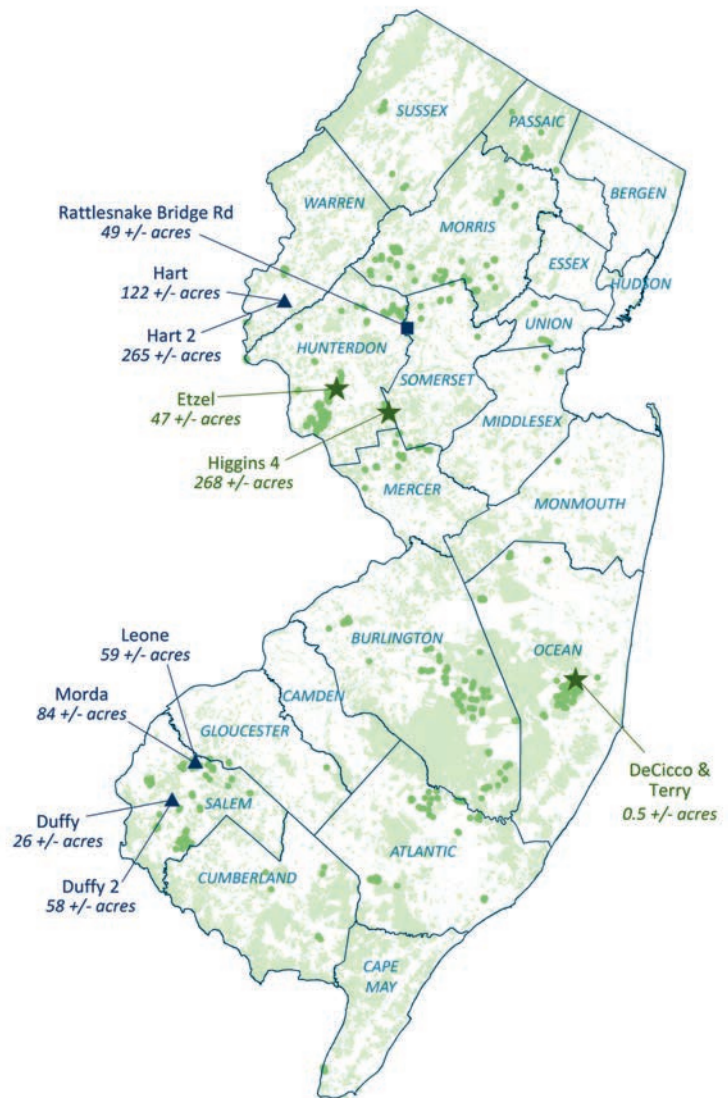 SUSSEX
PASSAIC
BERGEN
WARREN
MORRIS
ESSEX
HUDSON
Rattlesnake Bridge Rd
49 +/- acres
Hart
122 +/- acres
Hart 2
265 +/- acres
UNION
HUNTERDON
SOMERSET
Etzel
47 +/- acres
MIDDLESEX
Higgins 4
268 +/- acres
MERCER
MONMOUTH
BURLINGTON
OCEAN
Leone
59 +/- acres
Morda
84 +/- acres
CAMDEN
GLOUCESTER
DeCicco &
Terry
0.5 +/- acres
SALEM
Duffy
26 +/- acres
Duffy 2
58 +/- acres
ATLANTIC
CUMBERLAND
CAPE
MAY